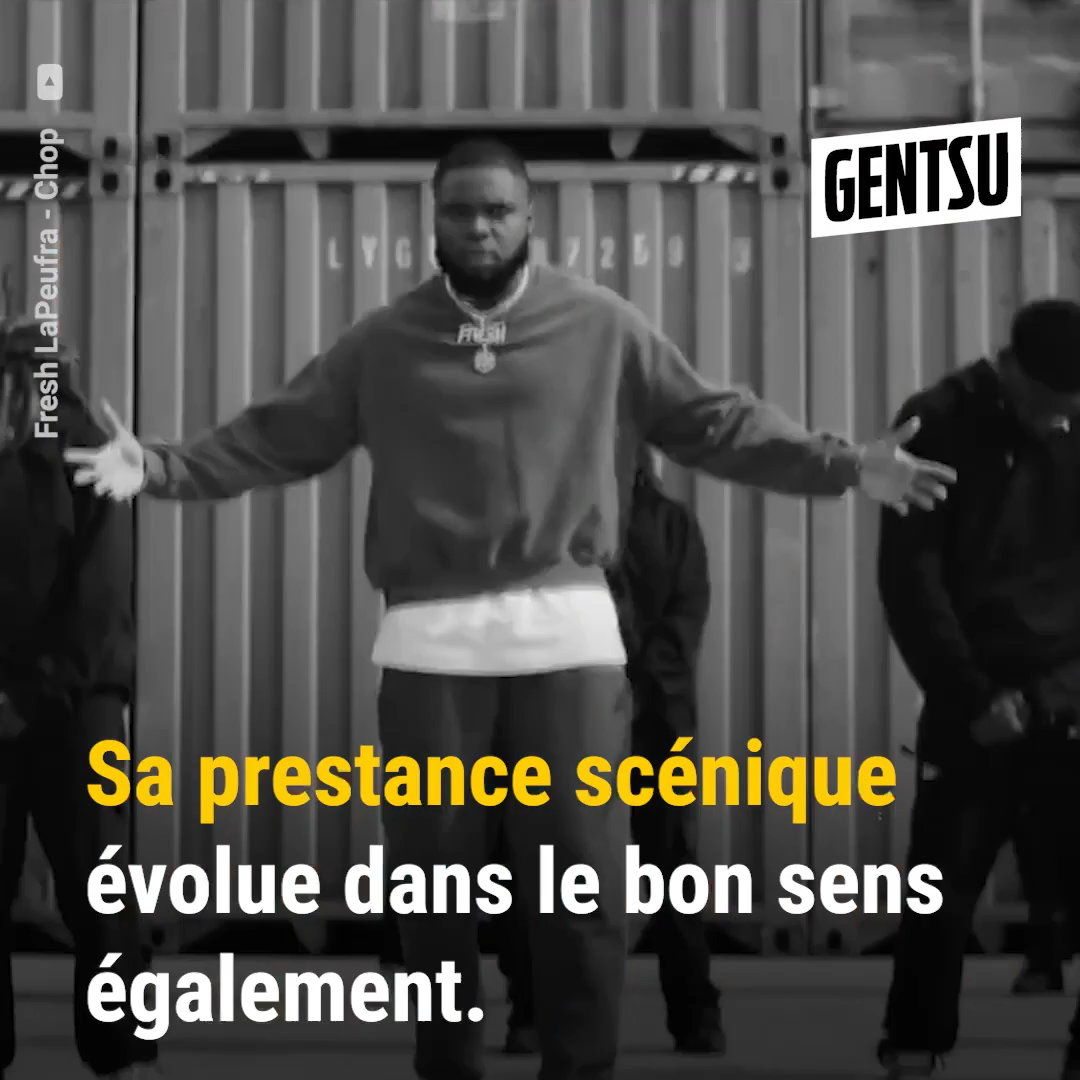 Fresh LaPeufra - Chop
GENTSU
Fresh
Sa prestance scénique
évolue dans le bon sens
également.